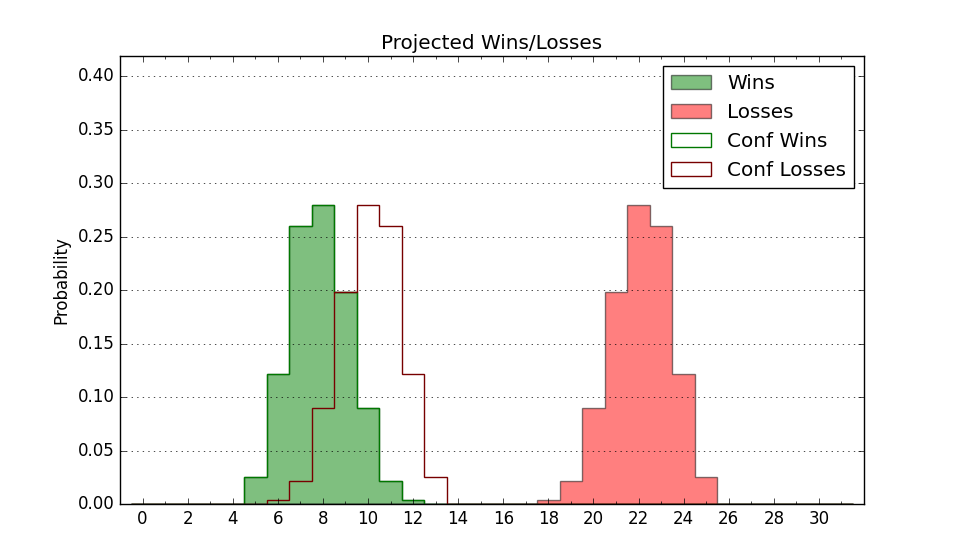 Projected Wins/Losses
0.40
0.35
0.30
0.25
0.20
0.15
0.10
0.05
0.00
Probability
Wins
Losses
Conf Wins
Conf Losses
0 2 4 6 8 10 12 14 16 18 20 22 24 26 28 30